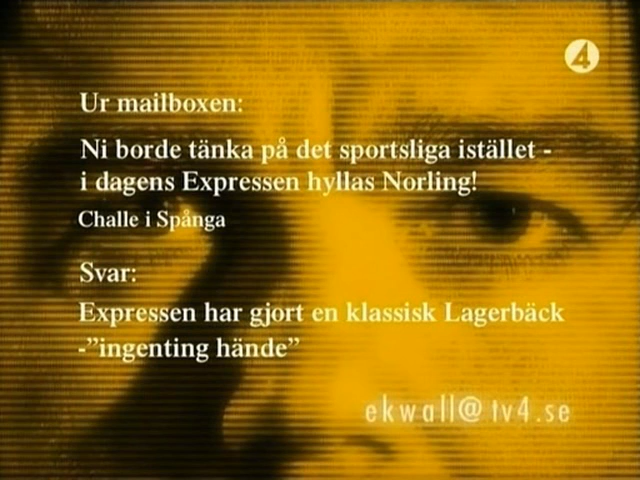 4
Ur mailboxen:
Ni borde tänka på det sportsliga istället -
i dagens Expressen hyllas Norling!
Challe i Spånga
Svar:
Expressen har gjort en klassisk Lagerbäck
-”ingenting hände”
ekwall@tv4.se